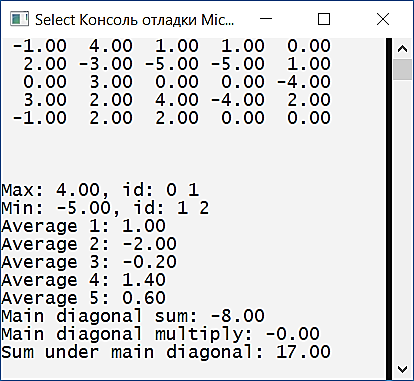 Select Консоль отладки Mic...
-1.00 4.00 1.00 1.00 0.00
2.00 -3.00 -5.00 -5.00 1.00
0.00 3.00 0.00 0.00 -4.00
3.00 2.00 4.00 -4.00 2.00
-1.00 2.00 2.00 0.00 0.00
Max: 4.00, id: 0 1
Min: -5.00, id: 1 2
Average 1: 1.00
Average 2: -2.00
Average 3: -0.20
Average 4: 1.40
Average 5: 0.60
Main diagonal sum: -8.00
Main diagonal multiply: -0.00
Sum under main diagonal: 17.00